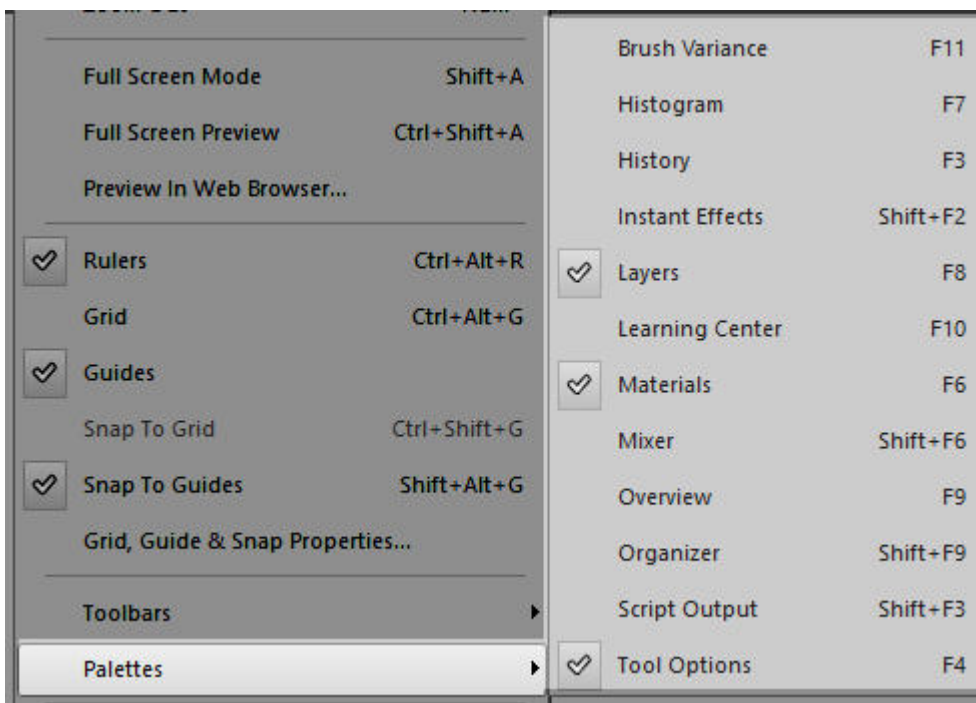 Full Screen Mode Shift+A
Full Screen Preview Ctrl+Shift+A
Preview In Web Browser...
Rulers Ctrl+Alt+R
Grid Ctrl+Alt+G
Guides
Snap To Grid Ctrl+Shift+G
Snap To Guides Shift+Alt+G
Grid, Guide & Snap Properties...
Toolbars
Palettes
Brush Variance F11
Histogram F7
History F3
Instant Effects Shift+F2
Layers F8
Learning Center F10
Materials F6
Mixer Shift+F6
Overview F9
Organizer Shift+F9
Script Output Shift+F3
Tool Options F4